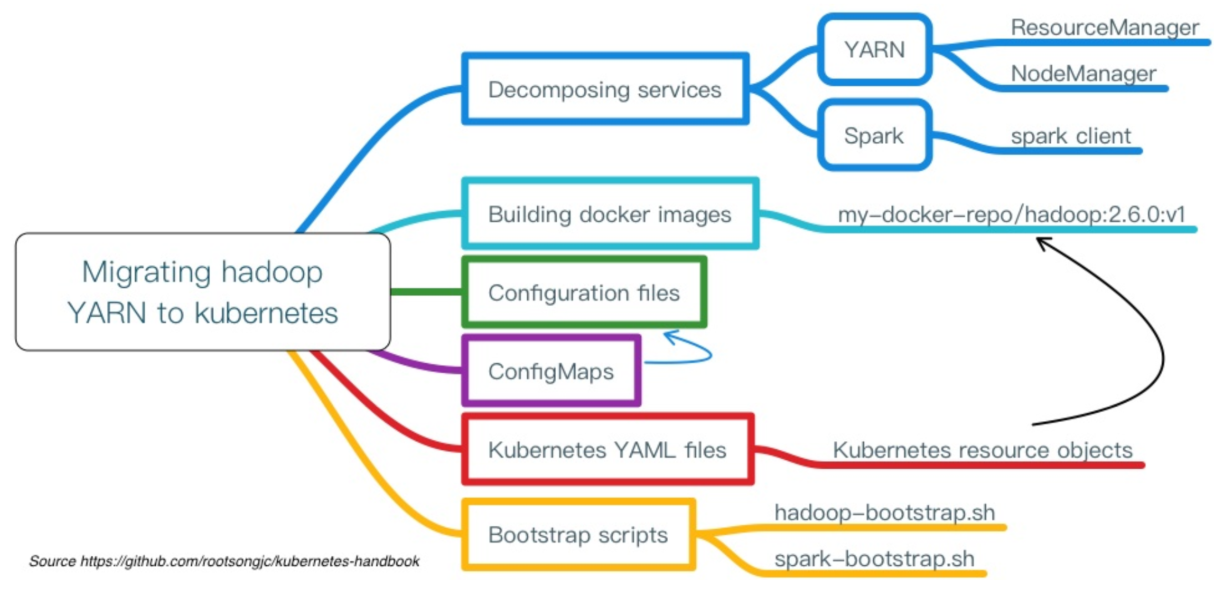 Migrating hadoop
YARN to kubernetes
Decomposing services
YARN
ResourceManager
NodeManager
Spark
spark client
Building docker images
my-docker-repo/hadoop:2.6.0:v1
Configuration files
ConfigMaps
Kubernetes YAML files
Kubernetes resource objects
Bootstrap scripts
hadoop-bootstrap.sh
spark-bootstrap.sh
Source https://github.com/rootsongjc/kubernetes-handbook